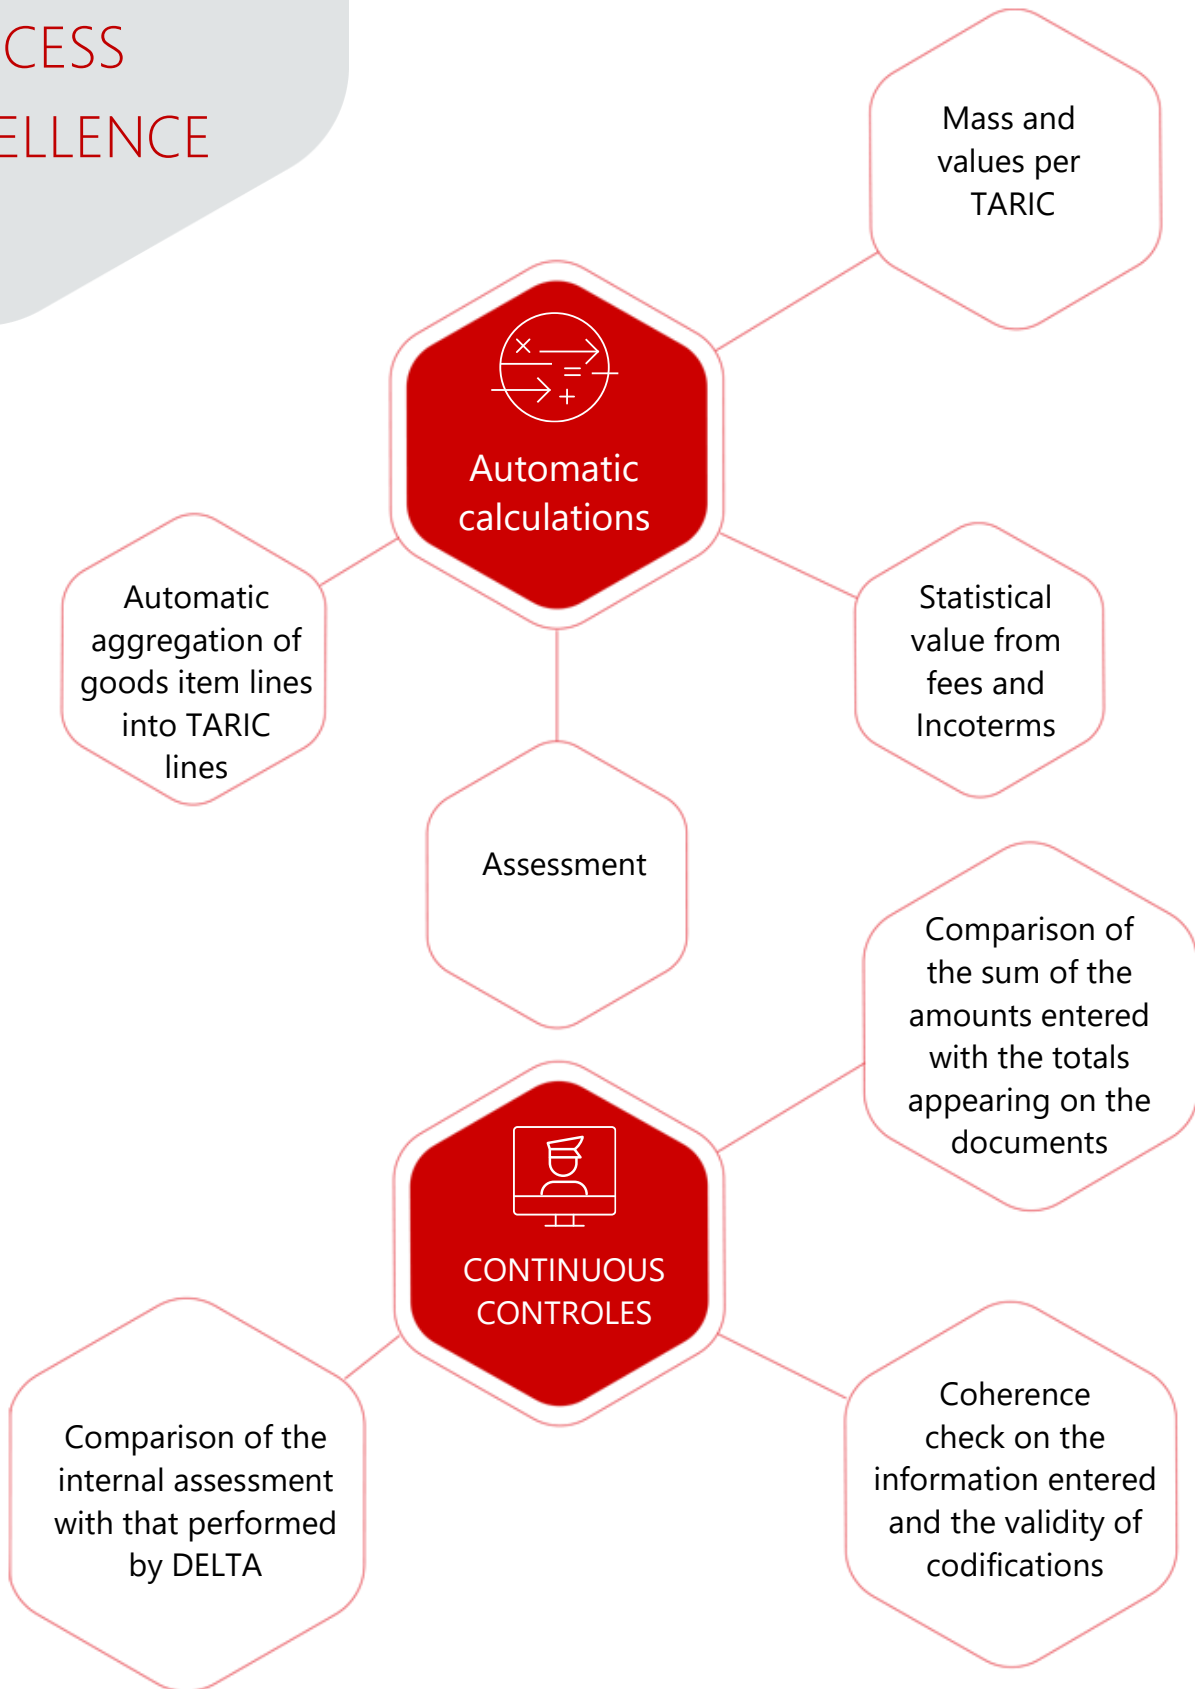 CESS
ELLENCE
Mass and
values per
TARIC
Automatic
calculations
Automatic
aggregation of
goods item lines
into TARIC
lines
Statistical
value from
fees and
Incoterms
Assessment
Comparison of
the sum of the
amounts entered
with the totals
appearing on the
documents
CONTINUOUS
CONTROLES
Comparison of the
internal assessment
with that performed
by DELTA
Coherence
check on the
information entered
and the validity of
codifications